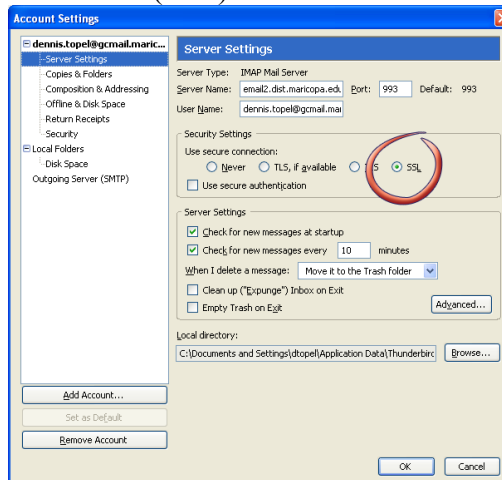 Account Settings
dennis.topel@gcmail.maric...
Server Settings
Copies & Folders
Composition & Addressing
Offline & Disk Space
Return Receipts
Security
Local Folders
Disk Space
Outgoing Server (SMTP)
Add Account...
Set as Default
Remove Account
Server Settings
Server Type: IMAP Mail Server
Server Name: email2.dist.maricopa.edu Port: 993 Default: 993
User Name: dennis.topel@gcmail.mai
Security Settings
Use secure connection:
Never TLS, if available SSL
Use secure authentication
Server Settings
Check for new messages at startup
Check for new messages every 10 minutes
When I delete a message: Move it to the Trash folder
Clean up ("Expunge") Inbox on Exit
Empty Trash on Exit
Advanced...
Local directory:
C:\Documents and Settings\dtopel\Application Data\Thunderbirc
Browse...
OK Cancel